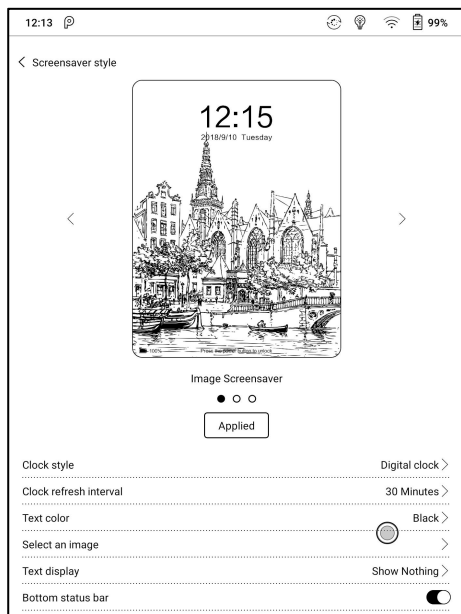 12:13 99%
Screensaver style
12:15
2018/9/10 Tuesday
100% Press the power button to unlock
Image Screensaver
Applied
Clock style Digital clock
Clock refresh interval 30 Minutes
Text color Black
Select an image
Text display Show Nothing
Bottom status bar